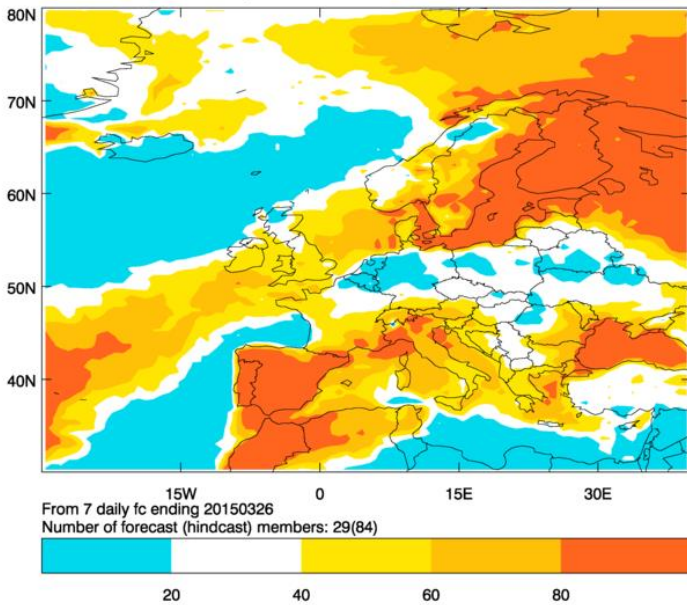 80N
70N
60N
50N
40N
15W 0 15E 30E
From 7 daily fc ending 20150326
Number of forecast (hindcast) members: 29(84)
20 40 60 80